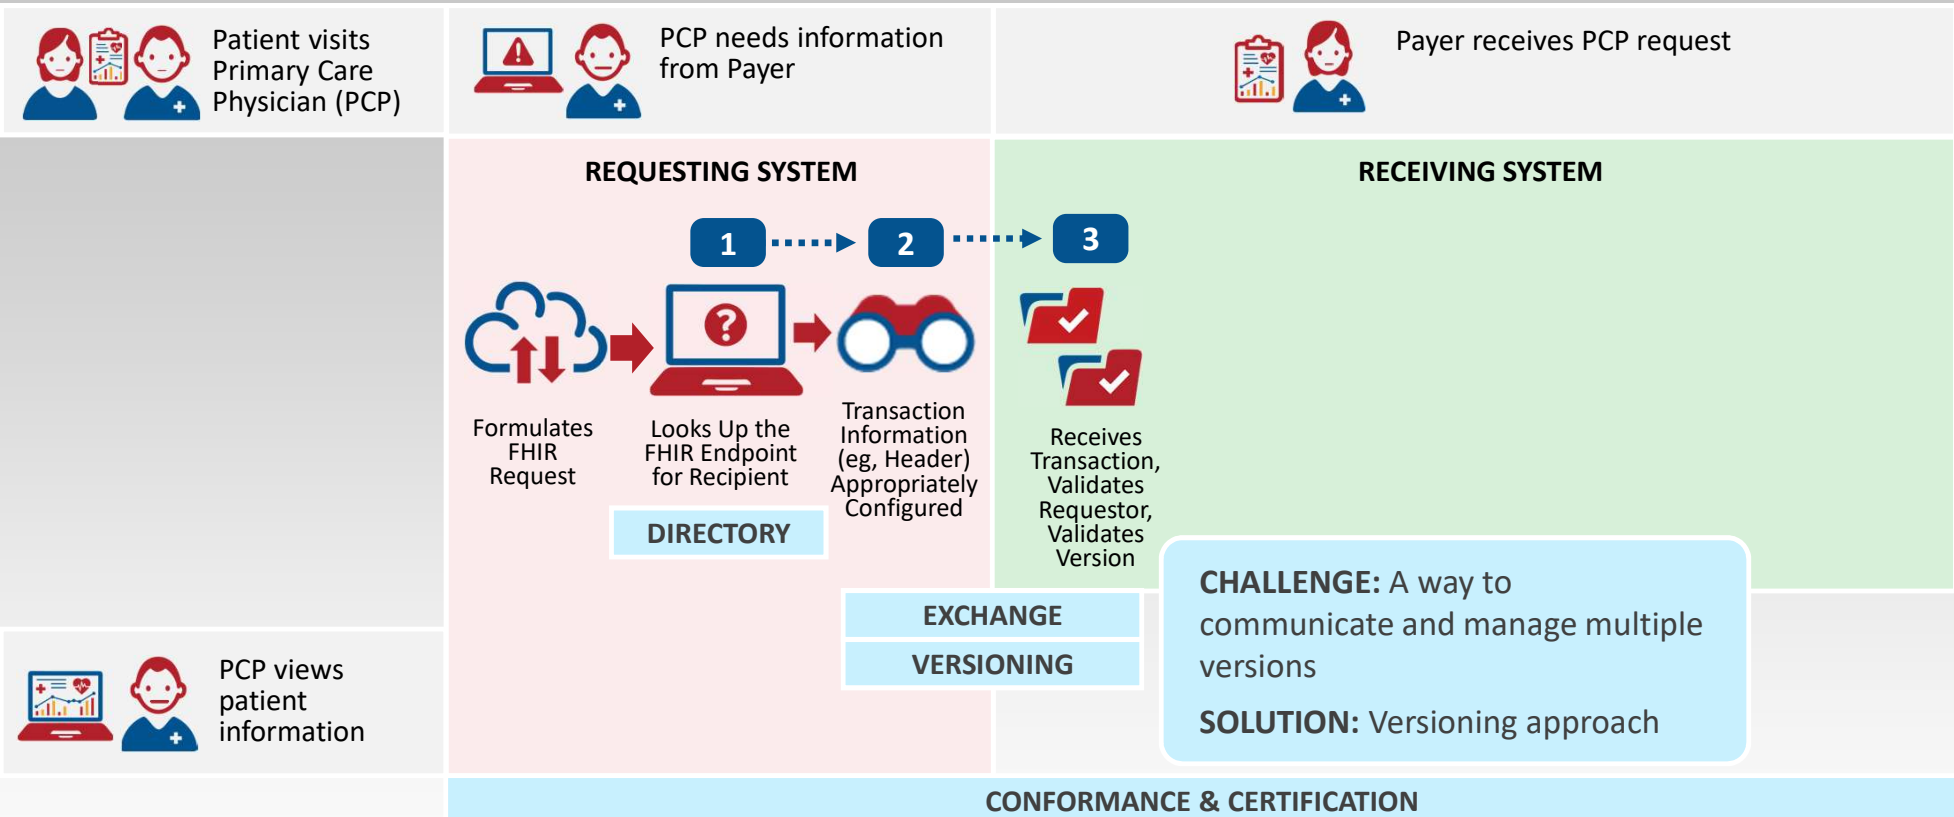 Patient visits
Primary Care
Physician (PCP)
PCP needs information
from Payer
Payer receives PCP request
REQUESTING SYSTEM
RECEIVING SYSTEM
1
2
3
Formulates
FHIR
Request
Looks Up the
FHIR Endpoint
for Recipient
Transaction
Information
(eg, Header)
Appropriately
Configured
Receives
Transaction,
Validates
Requestor,
Validates
Version
DIRECTORY
EXCHANGE
VERSIONING
CHALLENGE: A way to
communicate and manage multiple
versions
SOLUTION: Versioning approach
PCP views
patient
information
CONFORMANCE & CERTIFICATION